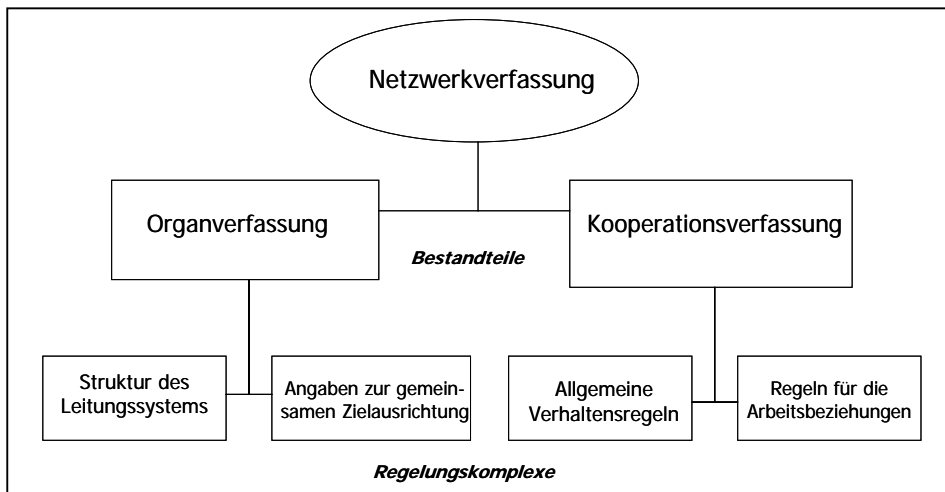 Netzwerkverfassung
Organverfassung
Kooperationsverfassung
Bestandteile
Struktur des
Leitungssystems
Angaben zur gemein-
samen Zielausrichtung
Allgemeine
Verhaltensregeln
Regeln für die
Arbeitsbeziehungen
Regelungskomplexe